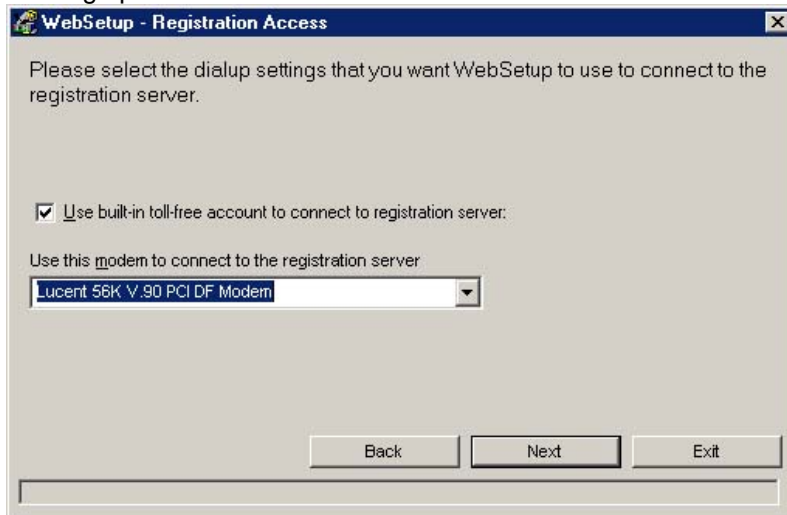 WebSetup - Registration Access
Please select the dialup settings that you want WebSetup to use to connect to the
registration server.
Use built-in toll-free account to connect to registration server:
Use this modem to connect to the registration server
Lucent 56K V.90 PCI DF Modem
Back Next Exit